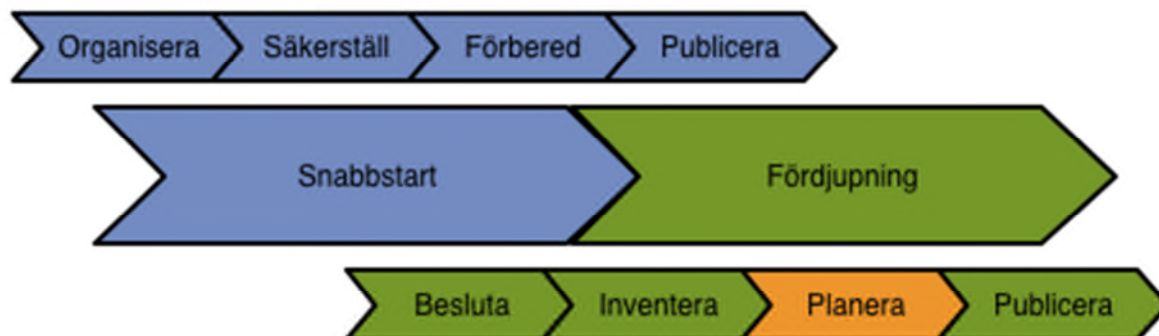 Organisera Säkerställ Förbered Publicera
Snabbstart Fördjupning
Besluta Inventera Planera Publicera